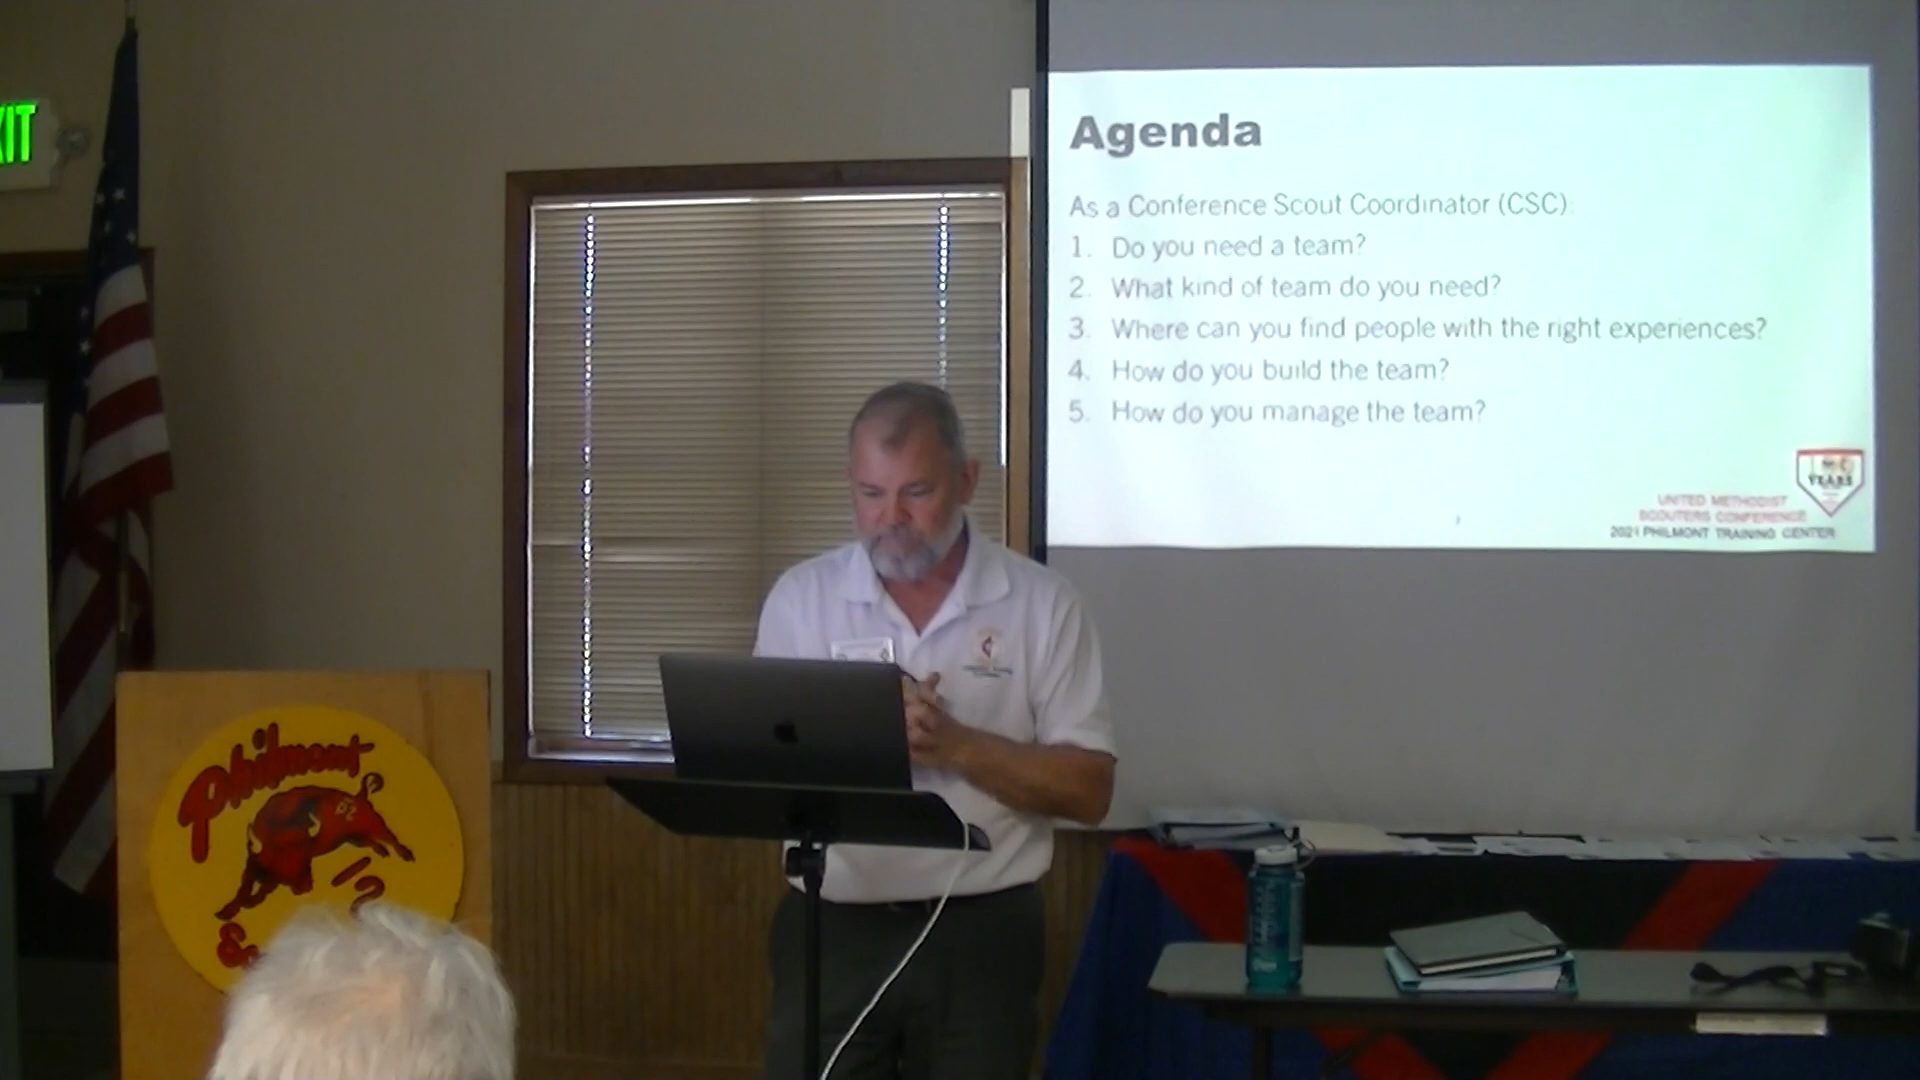 XIT
Agenda
As a Conference Scout Coordinator (CSC):
1. Do you need a team?
2. What kind of team do you need?
3. Where can you find people with the right experiences?
4. How do you build the team?
5. How do you manage the team?
YEARS
UNITED METHODIST
SCOUTERS CONFERENCE
2021 PHILMONT TRAINING CENTER
Philmont